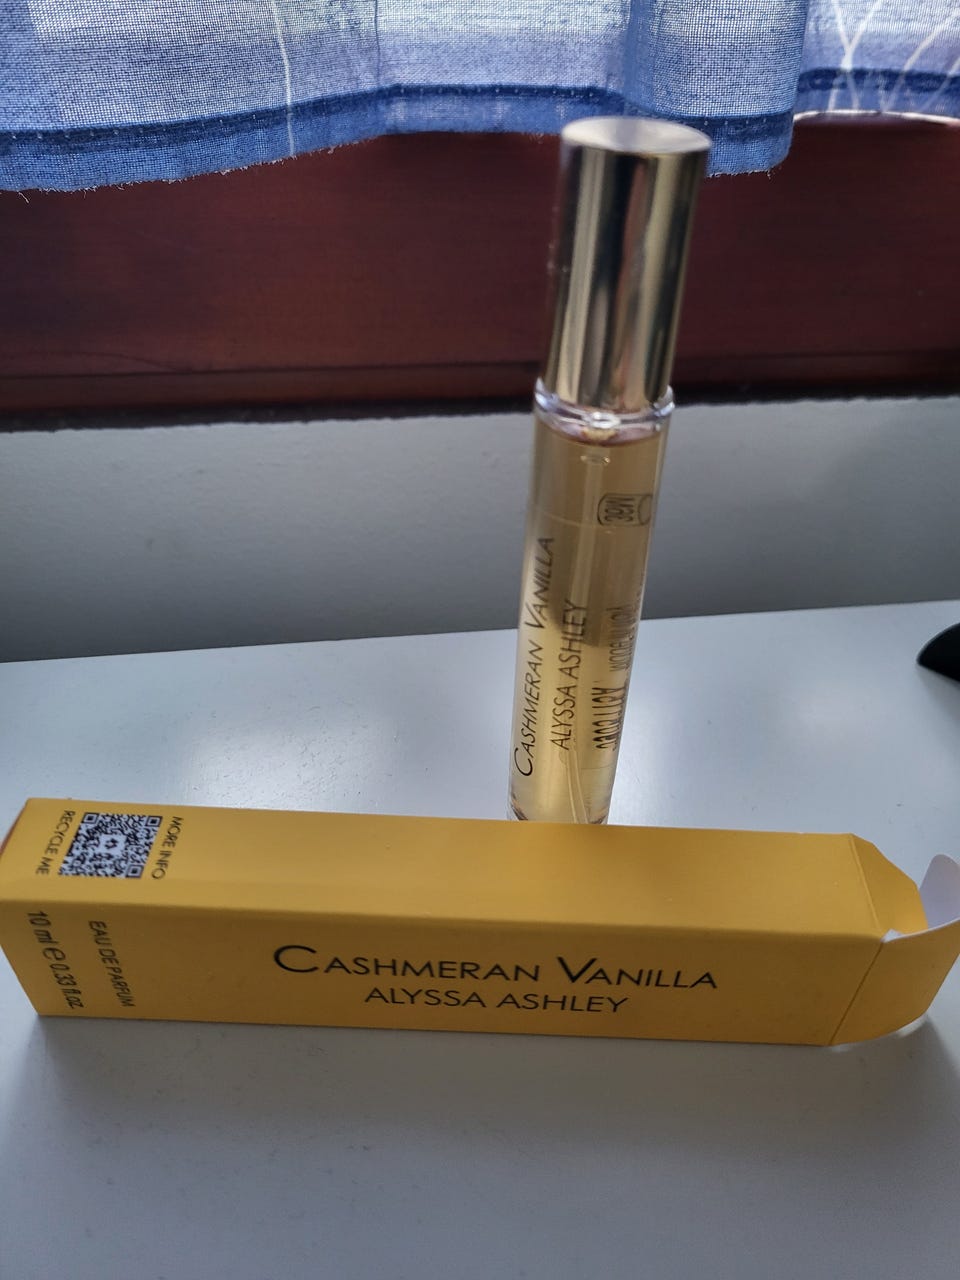 CASHMERAN VANILLA
ALYSSA ASHLEY
MORE INFO
RECYCLE ME
EAU DE PARFUM
10 ml e 0.33 fl.oz.
CASHMERAN VANILLA
ALYSSA ASHLEY